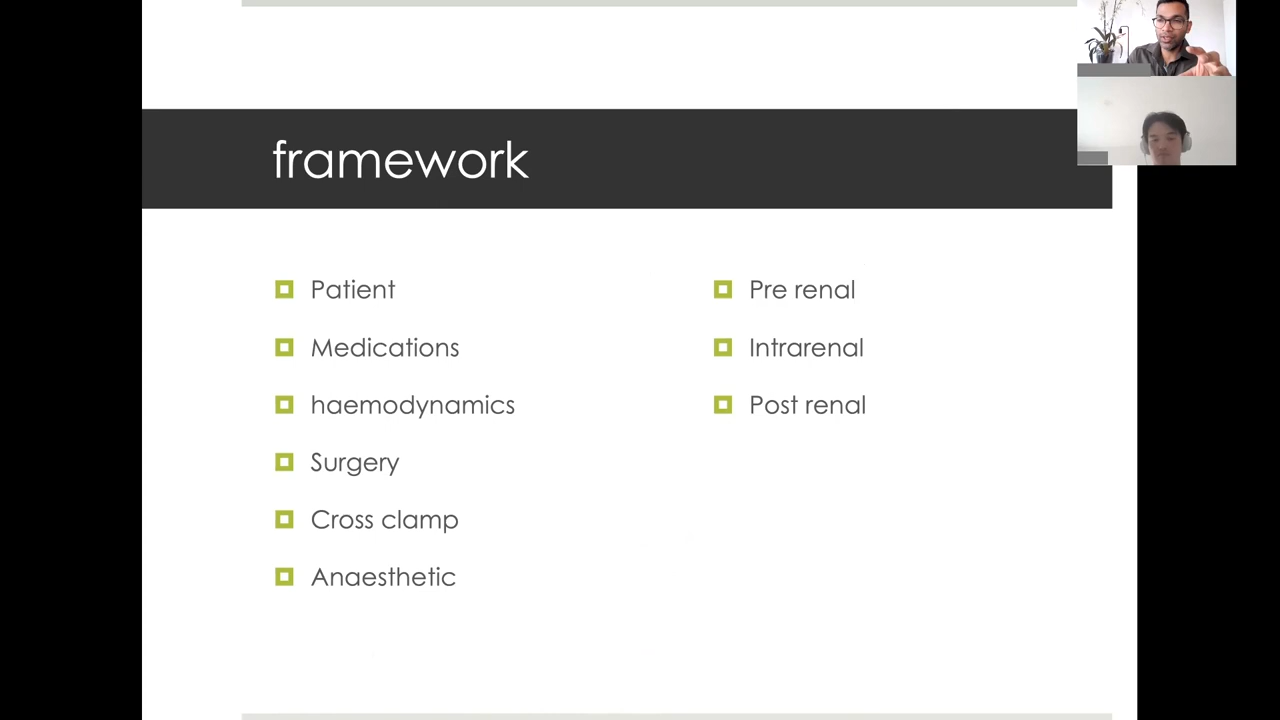 framework
Patient
Medications
haemodynamics
Surgery
Cross clamp
Anaesthetic
Pre renal
Intrarenal
Post renal